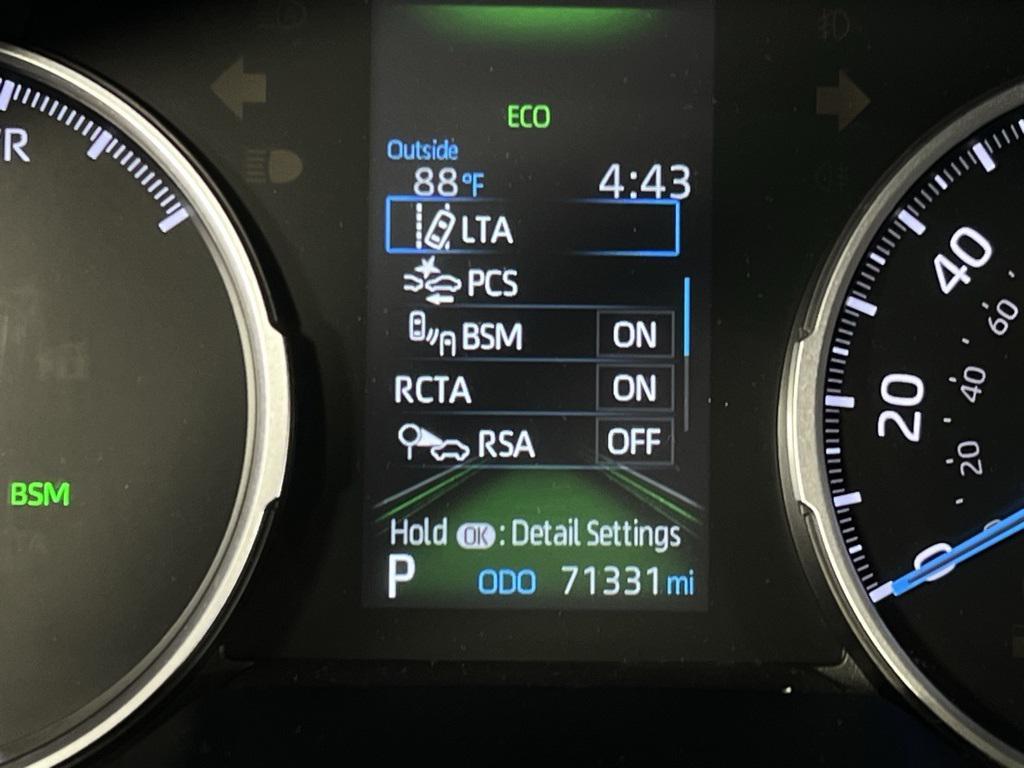 ECO
Outside
88°F 4:43
LTA
PCS
BSM ON
RCTA ON
RSA OFF
Hold OK : Detail Settings
P ODO 71331 mi
BSM
40
20
0
60
40
20